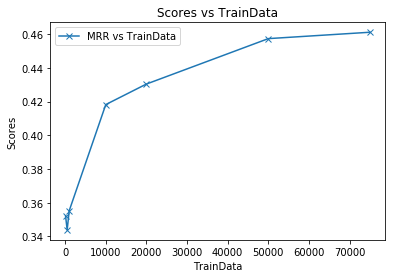 Scores vs TrainData
MRR vs TrainData
0.46
0.44
0.42
0.40
0.38
0.36
0.34
Scores
0 10000 20000 30000 40000 50000 60000 70000
TrainData